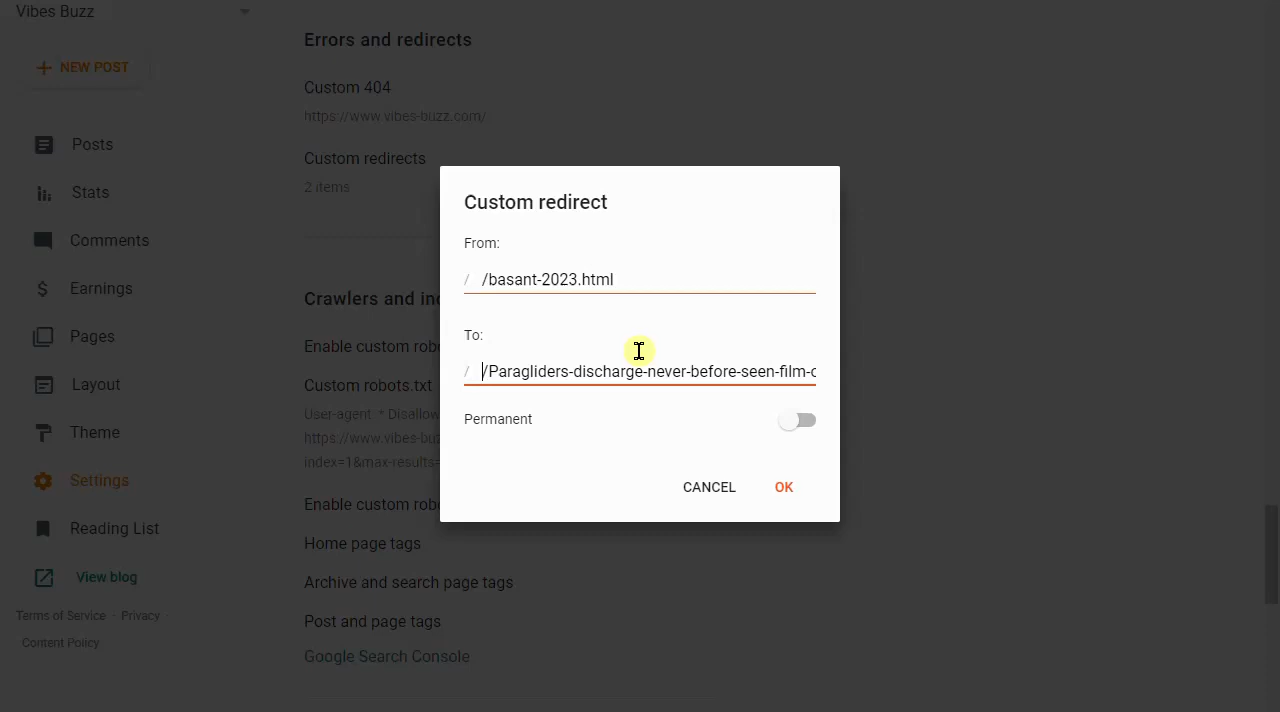 Vibes Buzz
+ NEW POST
Posts
Stats
Comments
Earnings
Pages
Layout
Theme
Settings
Reading List
View blog
Terms of Service · Privacy ·
Content Policy
Errors and redirects
Custom 404
https://www.vibes-buzz.com/
Custom redirects
2 items
Crawlers and in
Enable custom robo
Custom robots.txt
User-agent: * Disallow
https://www.vibes-buz
index=1&max-results=
Enable custom robo
Home page tags
Archive and search page tags
Post and page tags
Google Search Console
Custom redirect
From:
/ /basant-2023.html
To:
/ /Paragliders-discharge-never-before-seen-film-c
Permanent
CANCEL OK